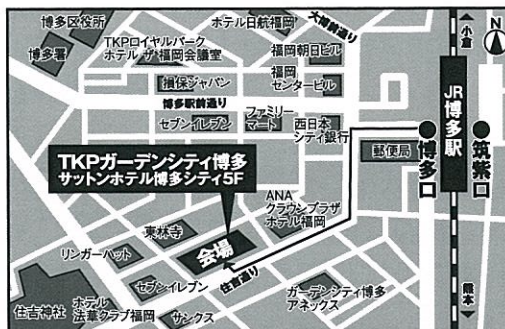 博多区役所
博多署
ホテル日航福岡
大博通り
小倉
N
TKPロイヤルパーク
ホテル ザ 福岡会議室
福岡朝日ビル
福岡
センタービル
損保ジャパン
博多駅前通り
セブンイレブン
ファミリー
マート
西日本
シティ銀行
郵便局
JR博多駅
博多口
筑紫口
TKPガーデンシティ博多
サットンホテル博多シティ5F
ANA
クラウンプラザ
ホテル福岡
東林寺
会場
リンガーハット
住吉通り
セブンイレブン
ガーデンシティ博多
アネックス
熊本
住吉神社
ホテル
法華クラブ福岡
サンクス